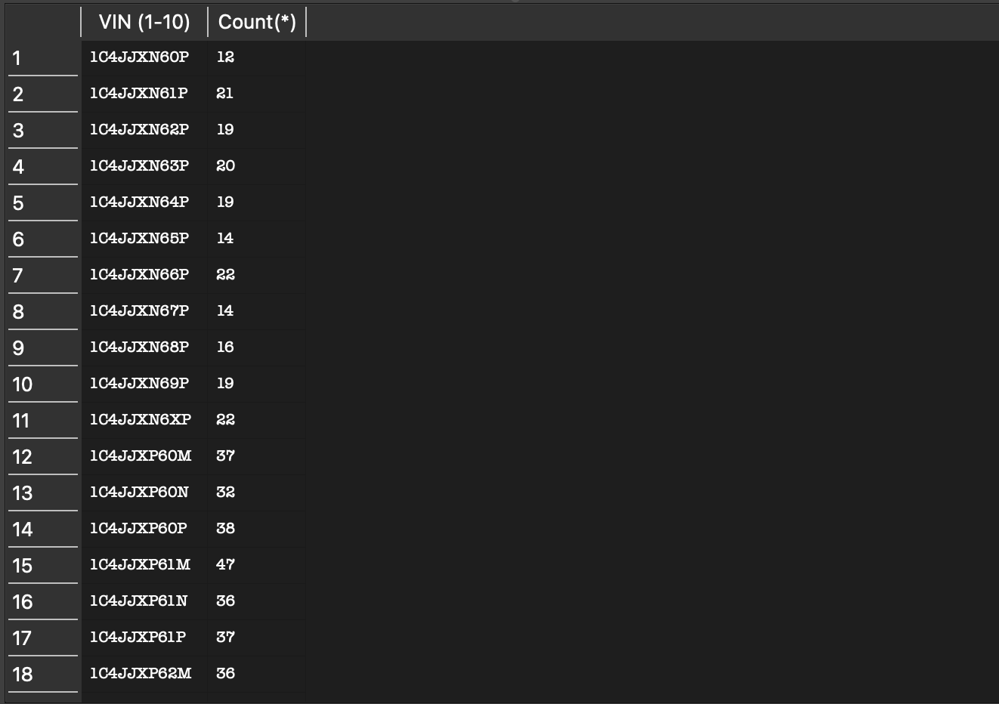 VIN (1-10) Count(*)
1 1C4JJXN60P 12
2 1C4JJXN61P 21
3 1C4JJXN62P 19
4 1C4JJXN63P 20
5 1C4JJXN64P 19
6 1C4JJXN65P 14
7 1C4JJXN66P 22
8 1C4JJXN67P 14
9 1C4JJXN68P 16
10 1C4JJXN69P 19
11 1C4JJXN6XP 22
12 1C4JJXP60M 37
13 1C4JJXP60N 32
14 1C4JJXP60P 38
15 1C4JJXP61M 47
16 1C4JJXP61N 36
17 1C4JJXP61P 37
18 1C4JJXP62M 36